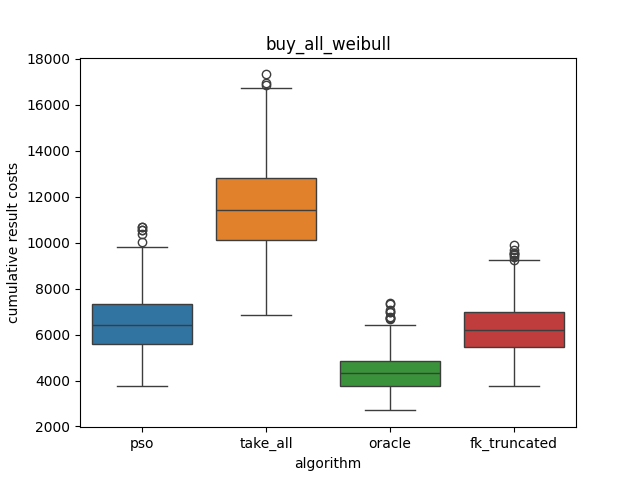 buy_all_weibull
18000
16000
14000
12000
10000
8000
6000
4000
2000
cumulative result costs
pso take_all oracle fk_truncated
algorithm